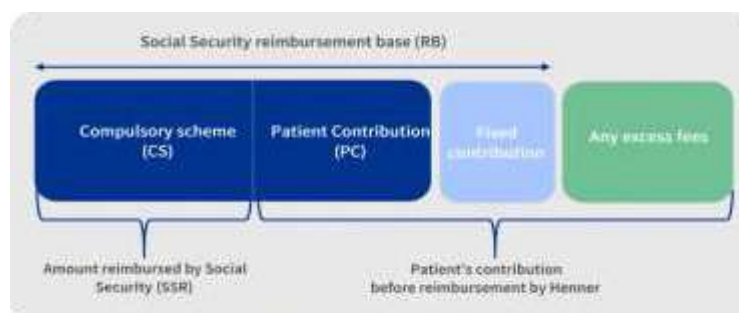 Social Security reimbursement base (RB)
Compulsory scheme
(CS)
Patient Contribution
(PC)
Fixed
contribution
Any excess fees
Amount reimbursed by Social
Security (SSR)
Patient's contribution
before reimbursement by Henner